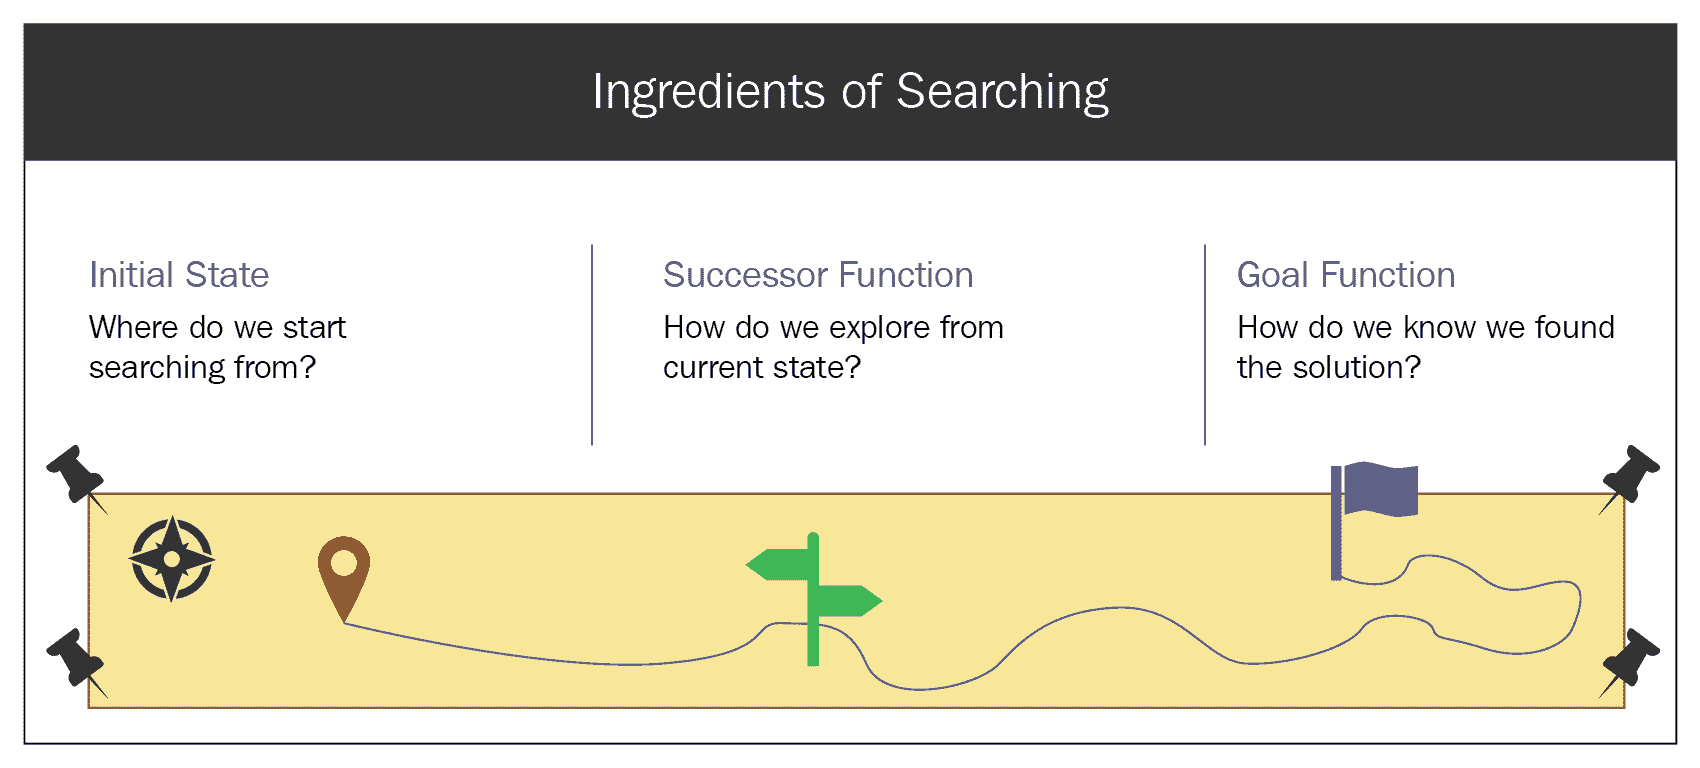 Ingredients of Searching
Initial State
Where do we start
searching from?
Successor Function
How do we explore from
current state?
Goal Function
How do we know we found
the solution?